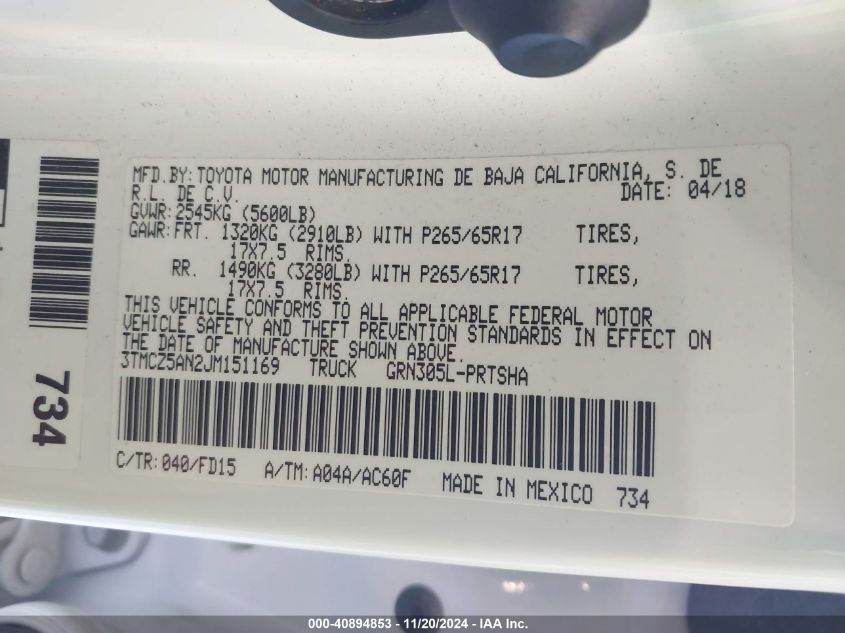 MFD.BY:TOYOTA MOTOR MANUFACTURING DE BAJA CALIFORNIA, S. DE
R.L. DE C.V. DATE: 04/18
GVWR:2545KG (5600LB)
GAWR:FRT. 1320KG (2910LB) WITH P265/65R17 TIRES,
17X7.5 RIMS.
RR. 1490KG (3280LB) WITH P265/65R17 TIRES,
17X7.5 RIMS.
THIS VEHICLE CONFORMS TO ALL APPLICABLE FEDERAL MOTOR
VEHICLE SAFETY AND THEFT PREVENTION STANDARDS IN EFFECT ON
THE DATE OF MANUFACTURE SHOWN ABOVE.
3TMCZ5AN2JM151169 TRUCK GRN305L-PRTSHA
C/TR:040/FD15 A/TM:A04A/AC60F MADE IN MEXICO 734
734
000-40894853 - 11/20/2024 - IAA Inc.